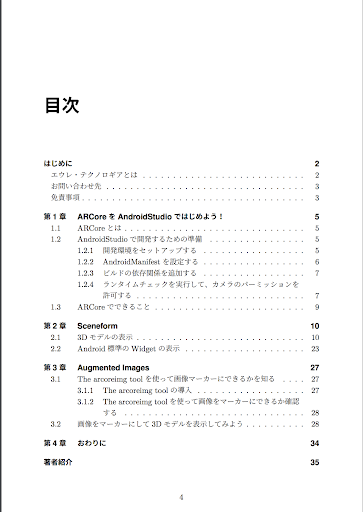 目次
はじめに 2
エウレ・テクノロギアとは . . . . . . . . . . . . . . . . . . . . . . . . . . . . 2
お問い合わせ先 . . . . . . . . . . . . . . . . . . . . . . . . . . . . . . . . . . 3
免責事項 . . . . . . . . . . . . . . . . . . . . . . . . . . . . . . . . . . . . . . 3
第 1 章 ARCore を AndroidStudio ではじめよう！ 5
1.1 ARCore とは . . . . . . . . . . . . . . . . . . . . . . . . . . . . . . . 5
1.2 AndroidStudio で開発するための準備 . . . . . . . . . . . . . . . . . 5
1.2.1 開発環境をセットアップする . . . . . . . . . . . . . . . . . . . 5
1.2.2 AndroidManifest を設定する . . . . . . . . . . . . . . . . . . . 6
1.2.3 ビルドの依存関係を追加する . . . . . . . . . . . . . . . . . . . 7
1.2.4 ランタイムチェックを実行して、カメラのパーミッションを
許可する . . . . . . . . . . . . . . . . . . . . . . . . . . . . . 7
1.3 ARCore でできること . . . . . . . . . . . . . . . . . . . . . . . . . . 9
第 2 章 Sceneform 10
2.1 3D モデルの表示 . . . . . . . . . . . . . . . . . . . . . . . . . . . . . 10
2.2 Android 標準の Widget の表示 . . . . . . . . . . . . . . . . . . . . . 23
第 3 章 Augmented Images 27
3.1 The arcoreimg tool を使って画像マーカーにできるかを知る . . . . 27
3.1.1 The arcoreimg tool の導入 . . . . . . . . . . . . . . . . . . . . 27
3.1.2 The arcoreimg tool を使って画像をマーカーにできるか確認
する . . . . . . . . . . . . . . . . . . . . . . . . . . . . . . . 28
3.2 画像をマーカーにして 3D モデルを表示してみよう . . . . . . . . . . 28
第 4 章 おわりに 34
著者紹介 35
4